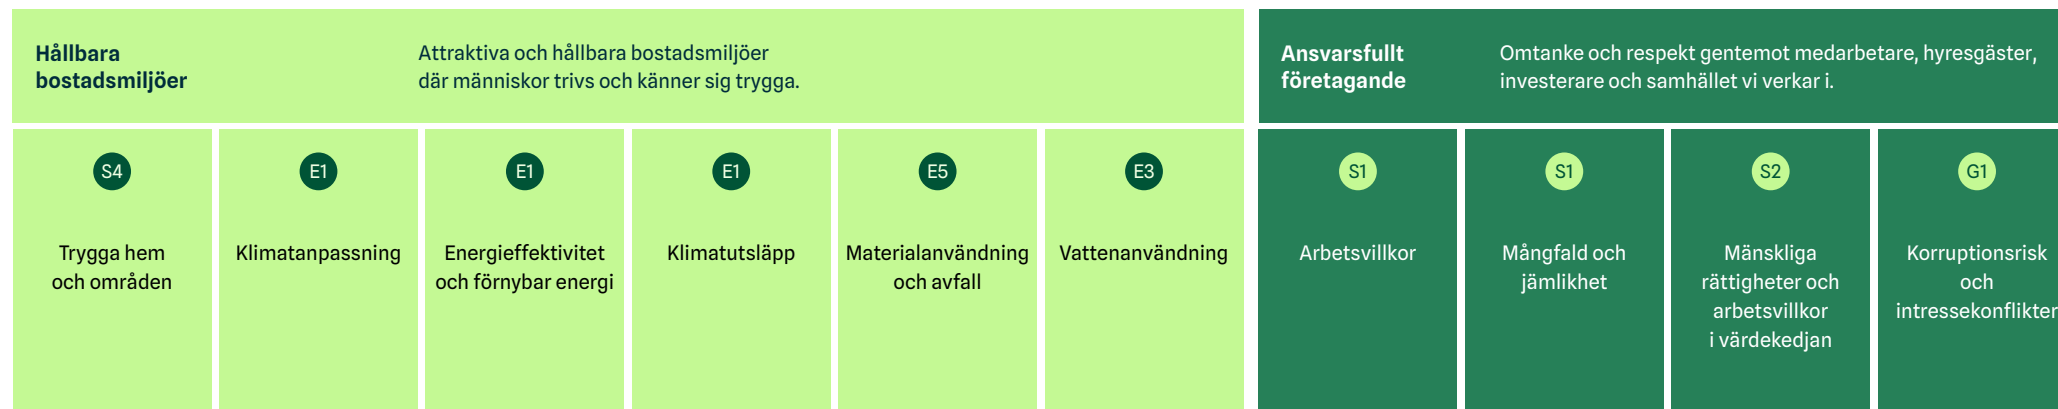 Hållbara
bostadsmiljöer
Attraktiva och hållbara bostadsmiljöer
där människor trivs och känner sig trygga.
Ansvarsfullt
företagande
Omtanke och respekt gentemot medarbetare, hyresgäster,
investerare och samhället vi verkar i.
S4
Trygga hem
och områden
E1
Klimatanpassning
E1
Energieffektivitet
och förnybar energi
E1
Klimatutsläpp
E5
Materialanvändning
och avfall
E3
Vattenanvändning
S1
Arbetsvillkor
S1
Mångfald och
jämlikhet
S2
Mänskliga
rättigheter och
arbetsvillkor
i värdekedjan
G1
Korruptionsrisk
och
intressekonflikter